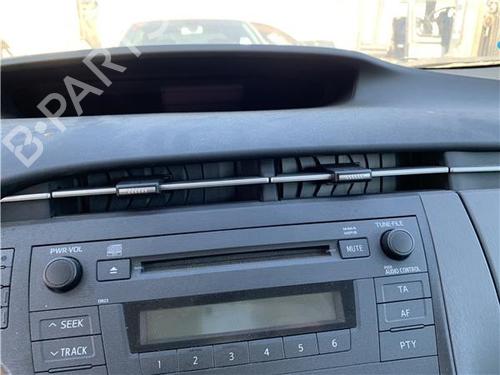 B-PARTS
PWR·VOL
TUNE·FILE
MUTE
AUDIO CONTROL
SEEK
TRACK
1 2 3 4 5 6
TA
AF
PTY